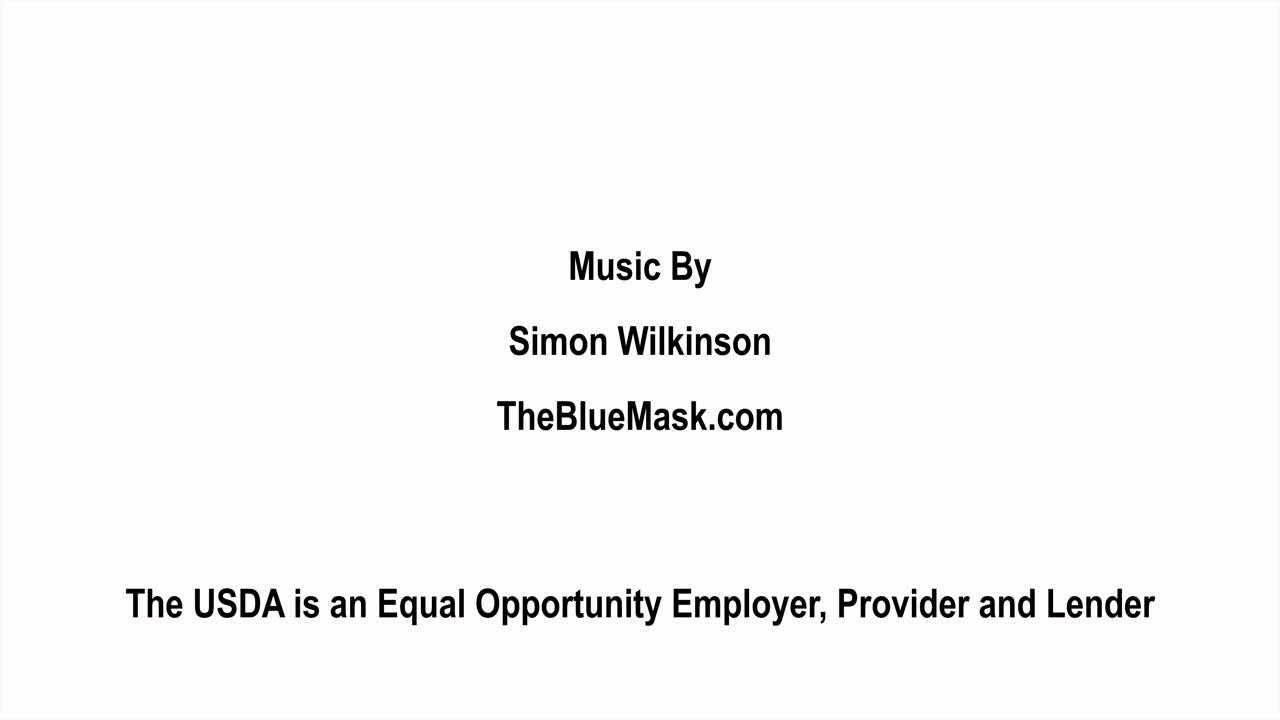 Music By
Simon Wilkinson
TheBlueMask.com
The USDA is an Equal Opportunity Employer, Provider and Lender